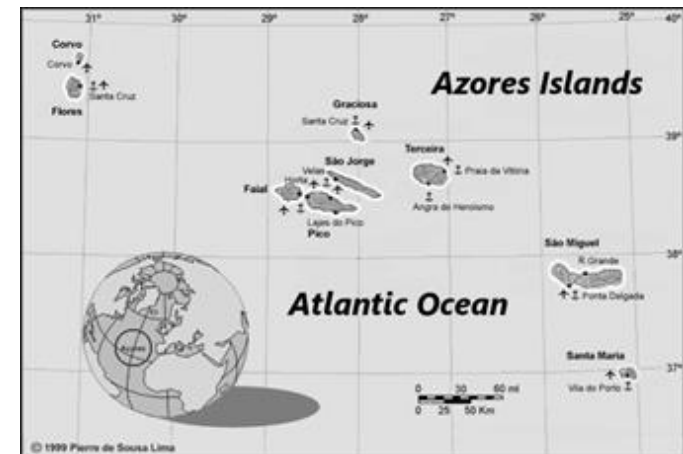 31° 30° 29° 28° 27° 26° 25° 40°
Corvo
Corvo
Santa Cruz
Flores
Azores Islands
Graciosa
Santa Cruz
39°
Terceira
Praia da Vitória
Angra do Heroísmo
São Jorge
Velas
Horta
Faial
Lajes do Pico
Pico
São Miguel
38°
R. Grande
Ponta Delgada
Atlantic Ocean
Azores
Santa Maria
37°
Vila do Porto
0 30 60 mi
0 25 50 Km
© 1999 Pierre de Sousa Lima